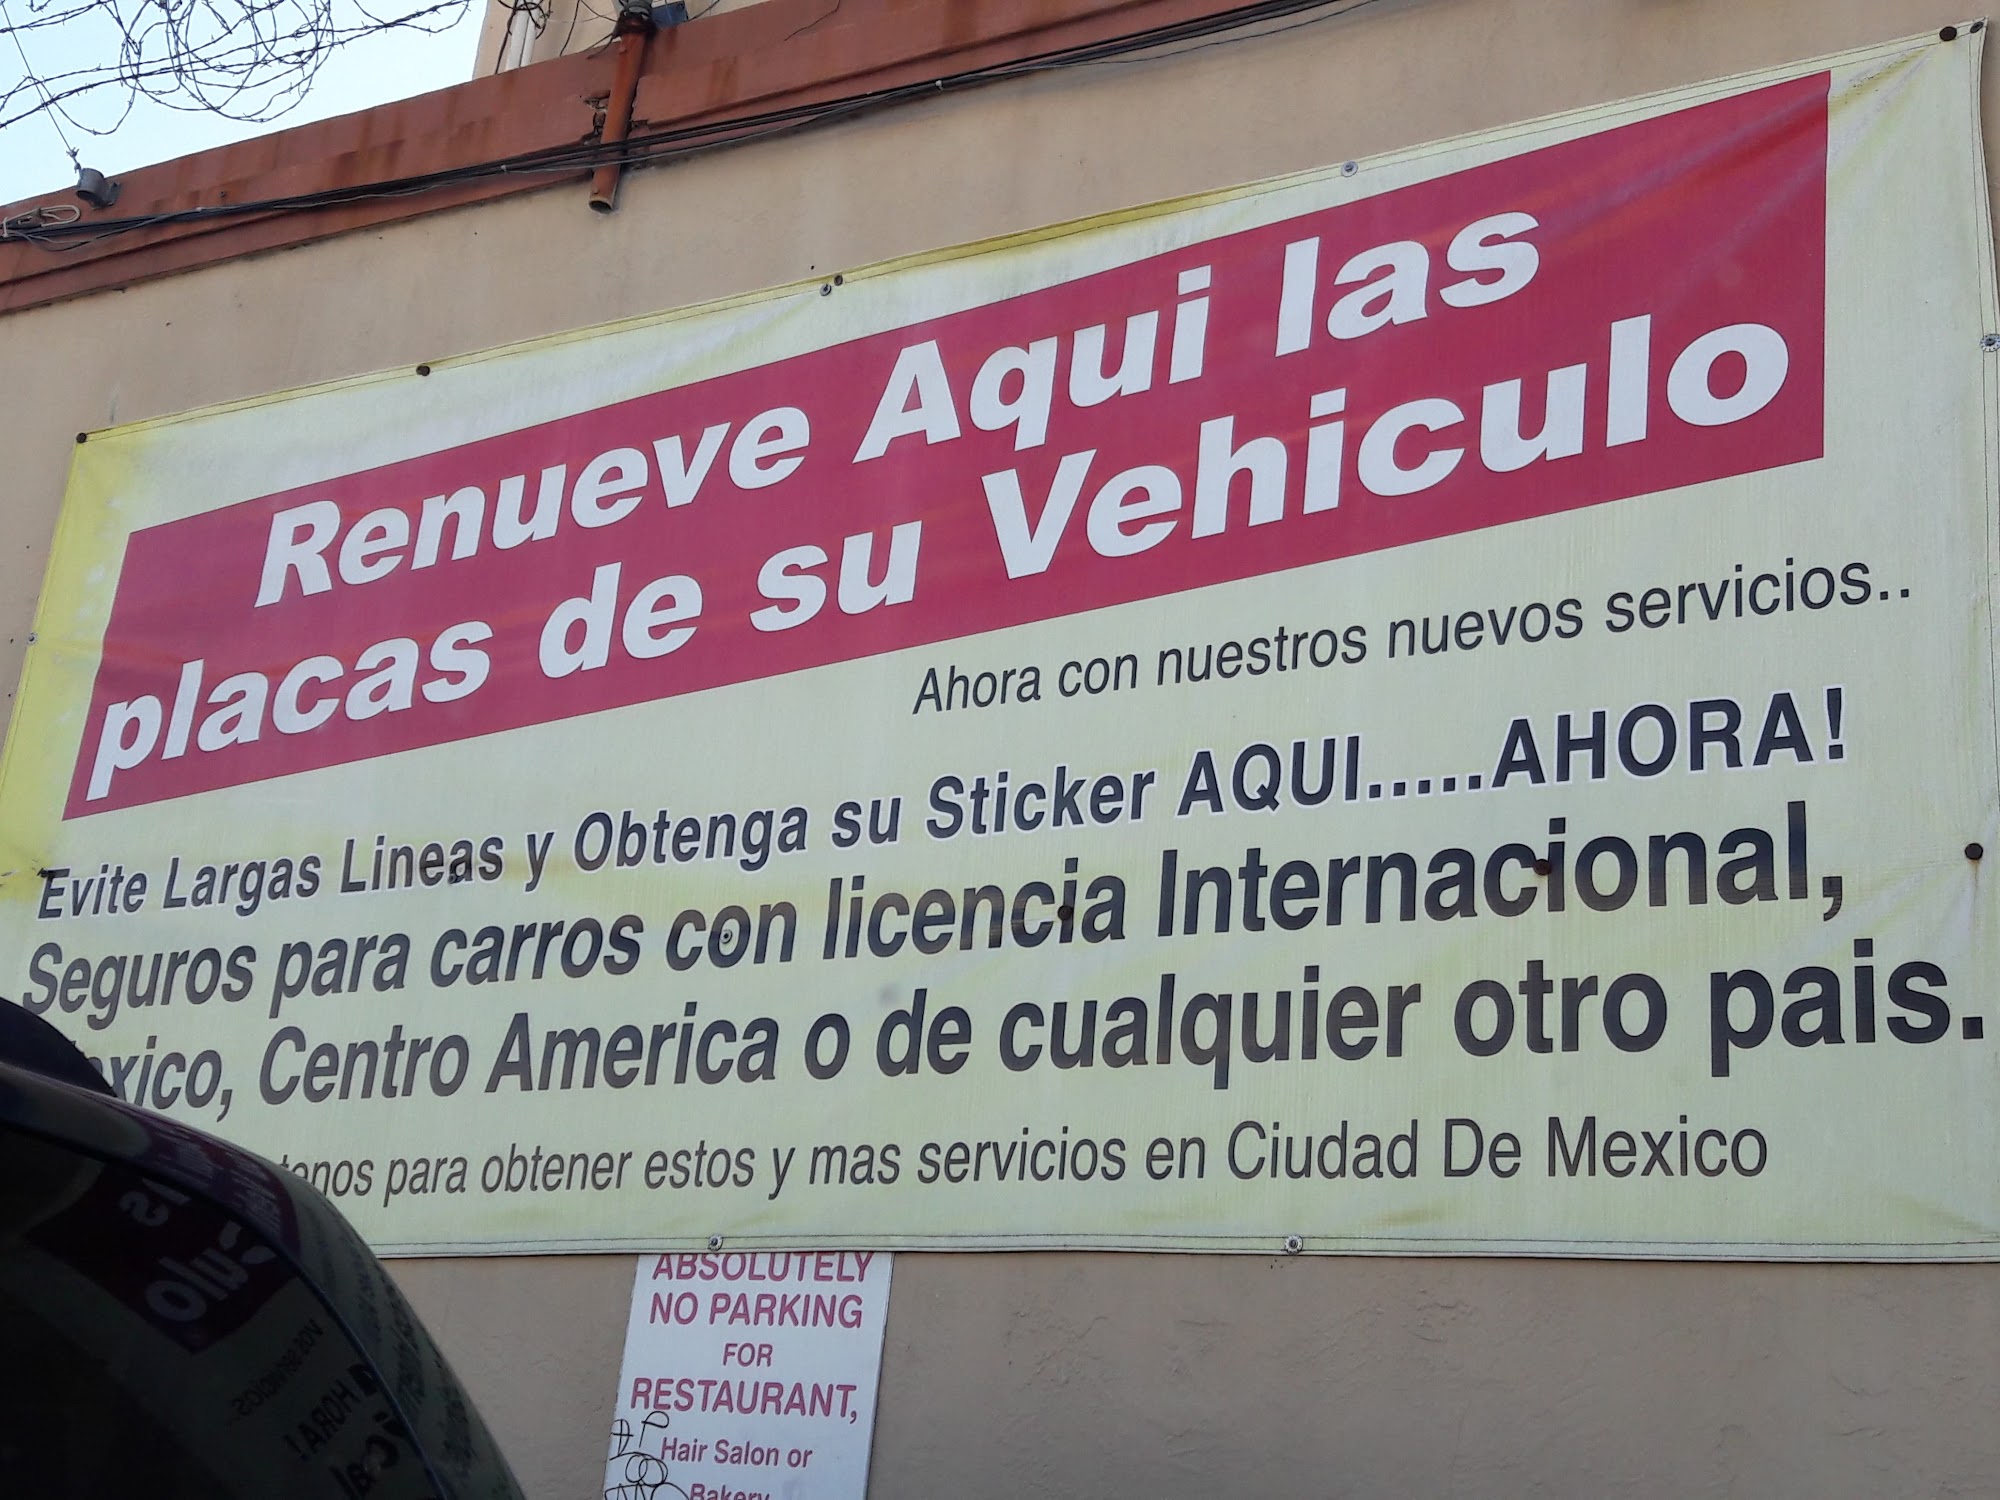 Renueve Aqui las
placas de su Vehiculo
Ahora con nuestros nuevos servicios..
Evite Largas Lineas y Obtenga su Sticker AQUI.....AHORA!
Seguros para carros con licencia Internacional,
Centro America o de cualquier otro pais.
para obtener estos y mas servicios en Ciudad De Mexico
ABSOLUTELY
NO PARKING
FOR
RESTAURANT,
Hair Salon or
Bakery